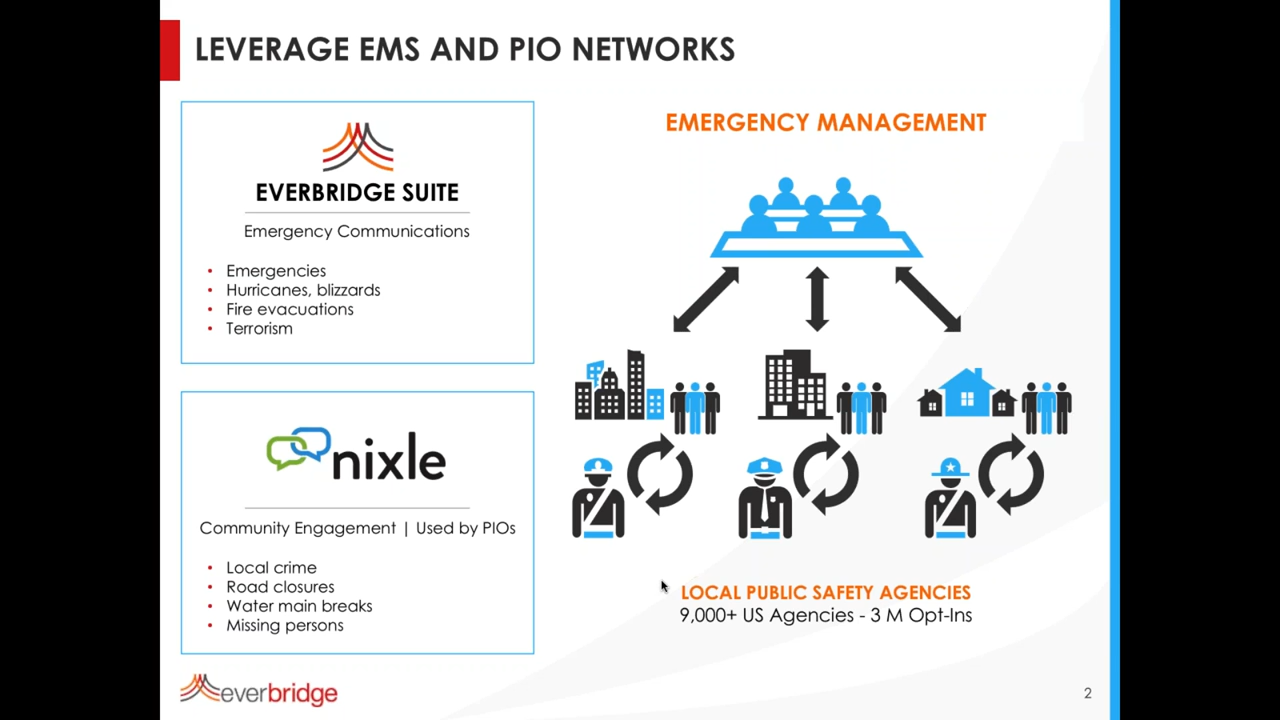 LEVERAGE EMS AND PIO NETWORKS
EVERBRIDGE SUITE
Emergency Communications
• Emergencies
• Hurricanes, blizzards
• Fire evacuations
• Terrorism
nixle
Community Engagement | Used by PIOs
• Local crime
• Road closures
• Water main breaks
• Missing persons
EMERGENCY MANAGEMENT
LOCAL PUBLIC SAFETY AGENCIES
9,000+ US Agencies - 3 M Opt-Ins
everbridge
2